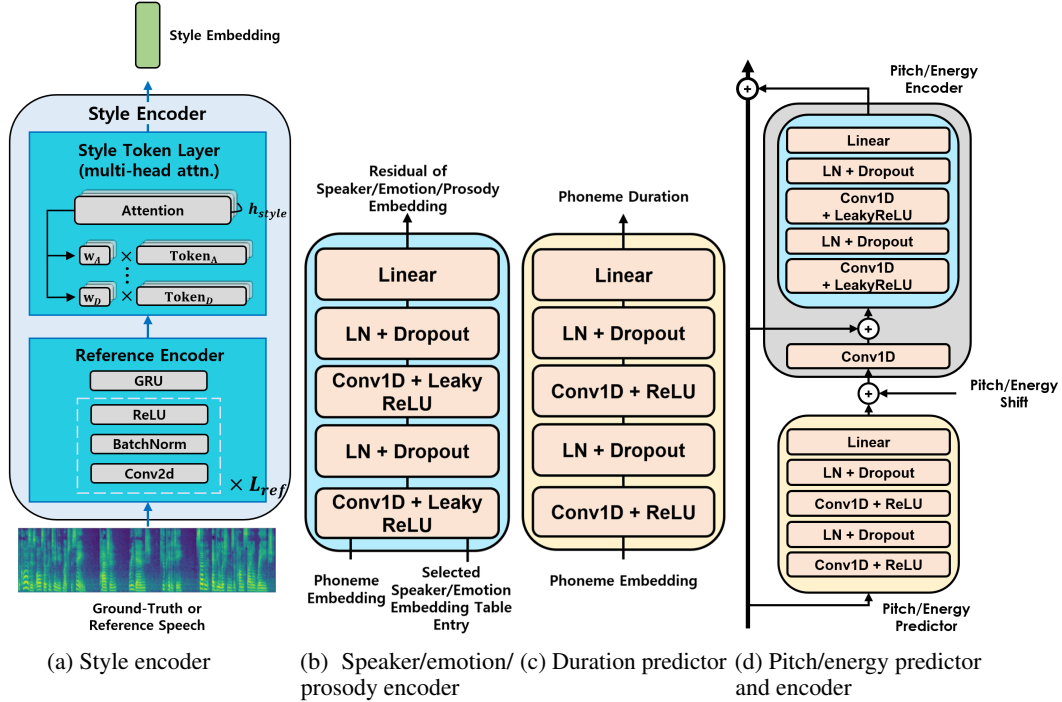 Style Embedding
Style Encoder
Style Token Layer
(multi-head attn.)
Attention
h_style
w_A × Token_A
⋮
w_D × Token_D
Reference Encoder
GRU
ReLU
BatchNorm
Conv2d
× L_ref
Ground-Truth or
Reference Speech
(a) Style encoder
Residual of
Speaker/Emotion/Prosody
Embedding
Linear
LN + Dropout
Conv1D + Leaky
ReLU
LN + Dropout
Conv1D + Leaky
ReLU
Phoneme
Embedding
Selected
Speaker/Emotion
Embedding Table
Entry
(b) Speaker/emotion/
prosody encoder
Phoneme Duration
Linear
LN + Dropout
Conv1D + ReLU
LN + Dropout
Conv1D + ReLU
Phoneme Embedding
(c) Duration predictor
Pitch/Energy
Encoder
+
Linear
LN + Dropout
Conv1D
+ LeakyReLU
LN + Dropout
Conv1D
+ LeakyReLU
+
Conv1D
+
Pitch/Energy
Shift
Linear
LN + Dropout
Conv1D + ReLU
LN + Dropout
Conv1D + ReLU
Pitch/Energy
Predictor
(d) Pitch/energy predictor
and encoder